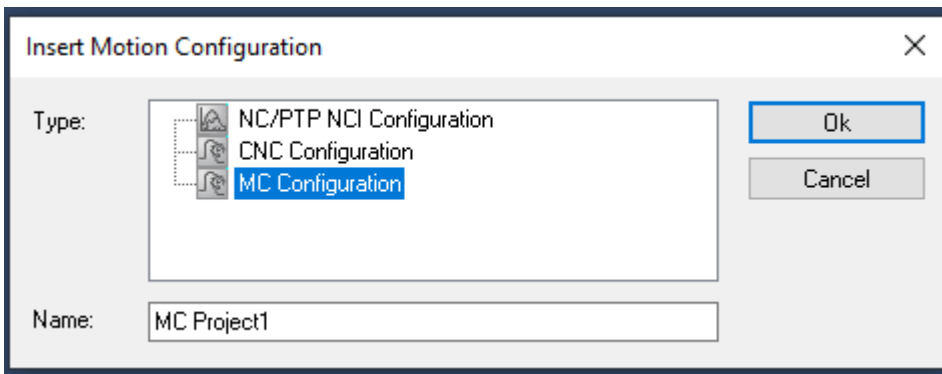 Insert Motion Configuration
Type:
NC/PTP NCI Configuration
CNC Configuration
MC Configuration
Ok
Cancel
Name:
MC Project1